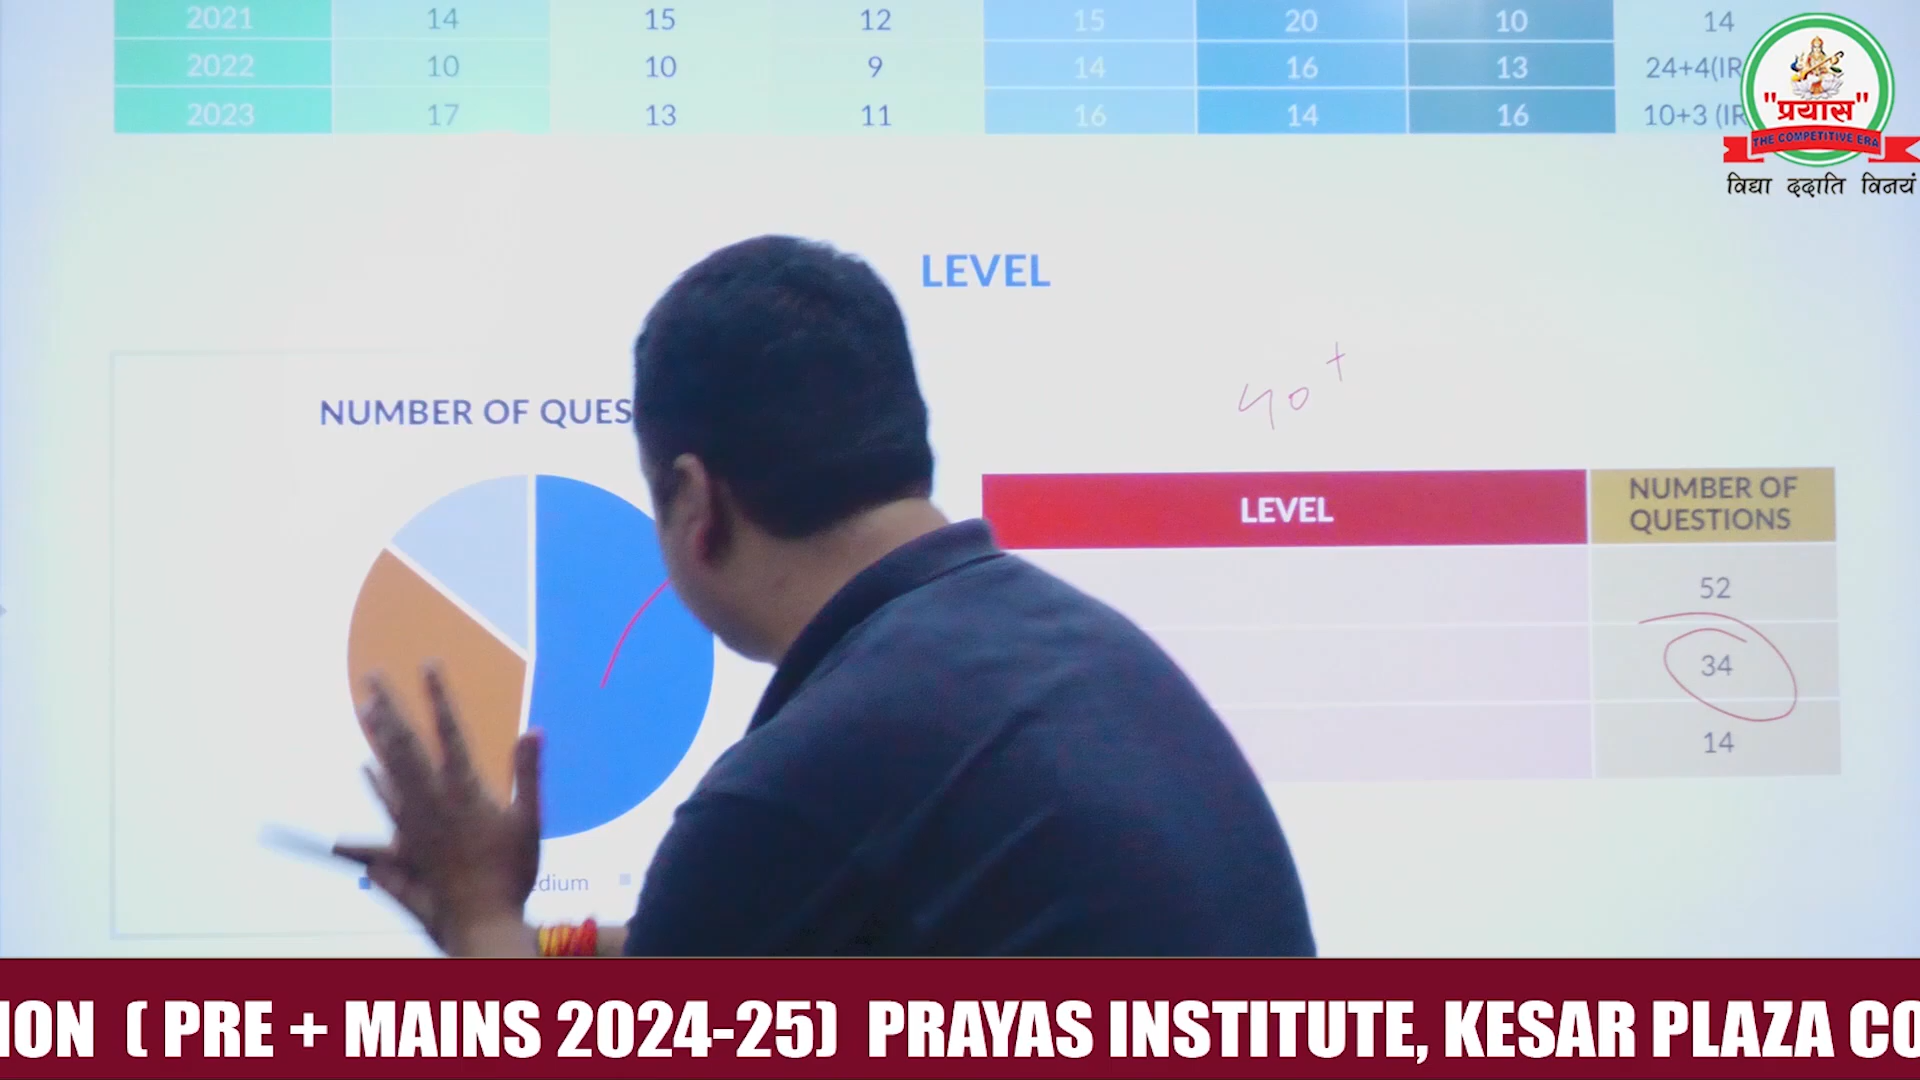 2021 14 15 12 15 20 10 14
2022 10 10 9 14 16 13 24+4(IR
2023 17 13 11 16 14 16 10+3 (IR
"प्रयास"
THE COMPETITIVE ERA
विद्या ददाति विनयं
LEVEL
40+
NUMBER OF QUES
LEVEL NUMBER OF QUESTIONS
52
34
14
edium
ION ( PRE + MAINS 2024-25) PRAYAS INSTITUTE, KESAR PLAZA CO